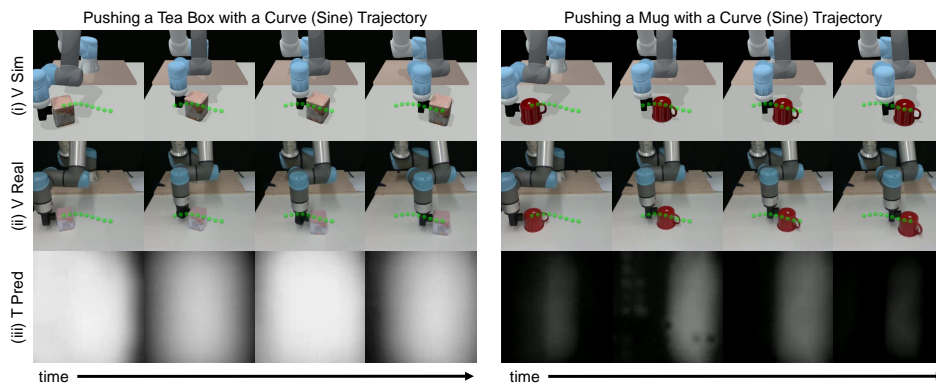 Pushing a Tea Box with a Curve (Sine) Trajectory
Pushing a Mug with a Curve (Sine) Trajectory
(i) V Sim
(ii) V Real
(iii) T Pred
time
time